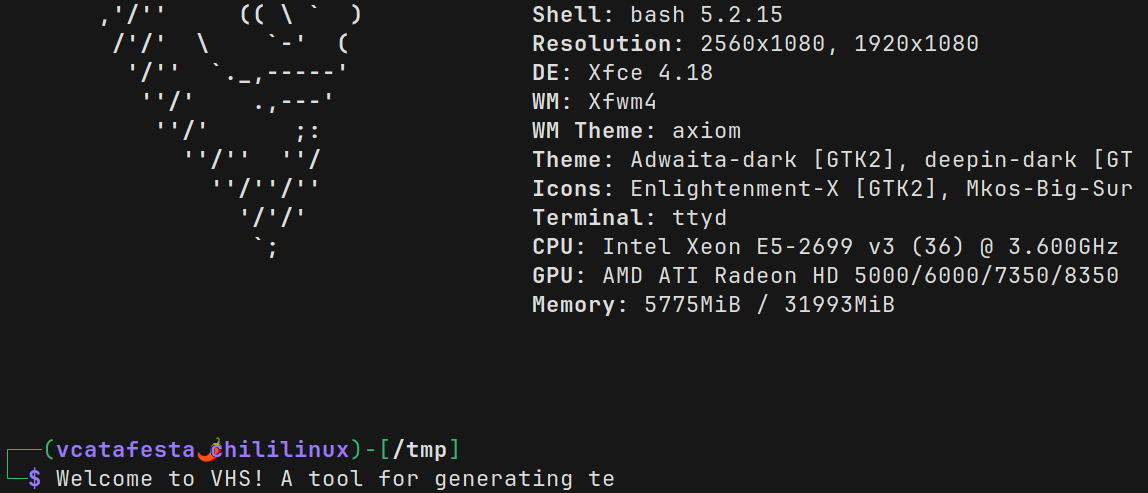 Shell: bash 5.2.15
Resolution: 2560x1080, 1920x1080
DE: Xfce 4.18
WM: Xfwm4
WM Theme: axiom
Theme: Adwaita-dark [GTK2], deepin-dark [GT
Icons: Enlightenment-X [GTK2], Mkos-Big-Sur
Terminal: ttyd
CPU: Intel Xeon E5-2699 v3 (36) @ 3.600GHz
GPU: AMD ATI Radeon HD 5000/6000/7350/8350
Memory: 5775MiB / 31993MiB
(vcatafesta🌶chililinux)-[/tmp]
$ Welcome to VHS! A tool for generating te